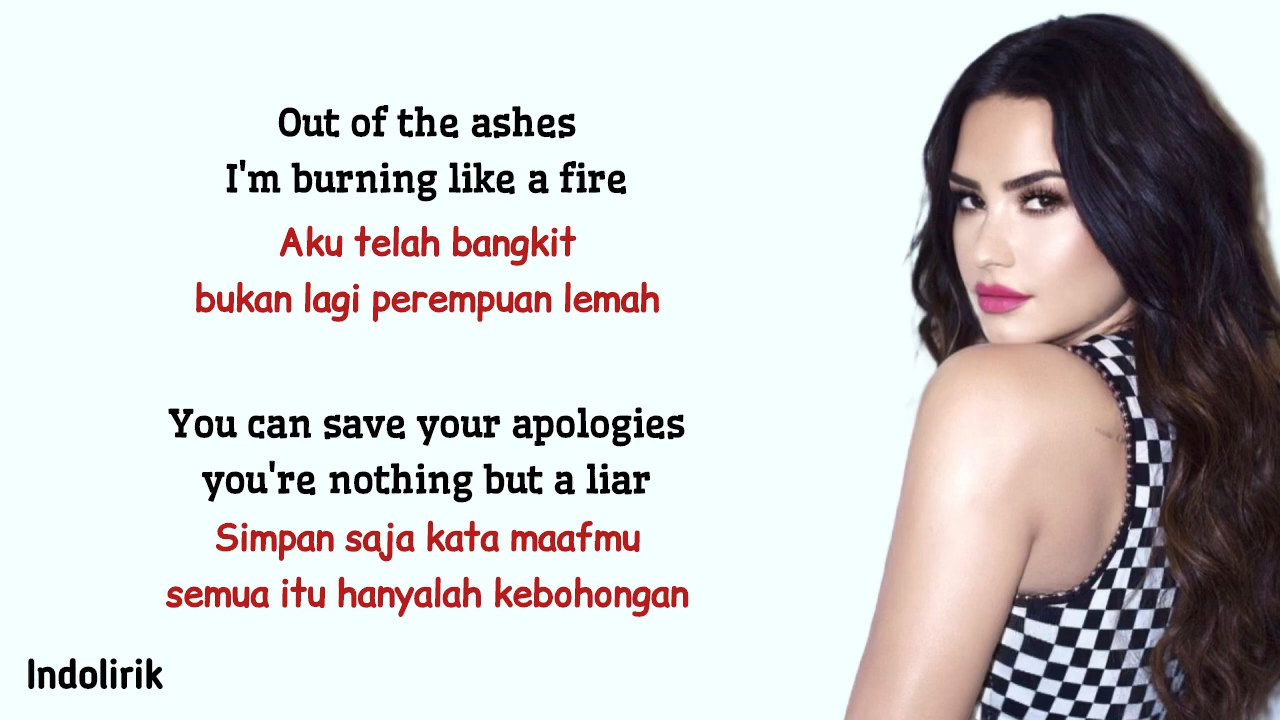 Out of the ashes
I'm burning like a fire
Aku telah bangkit
bukan lagi perempuan lemah
You can save your apologies
you're nothing but a liar
Simpan saja kata maafmu
semua itu hanyalah kebohongan
Indolirik